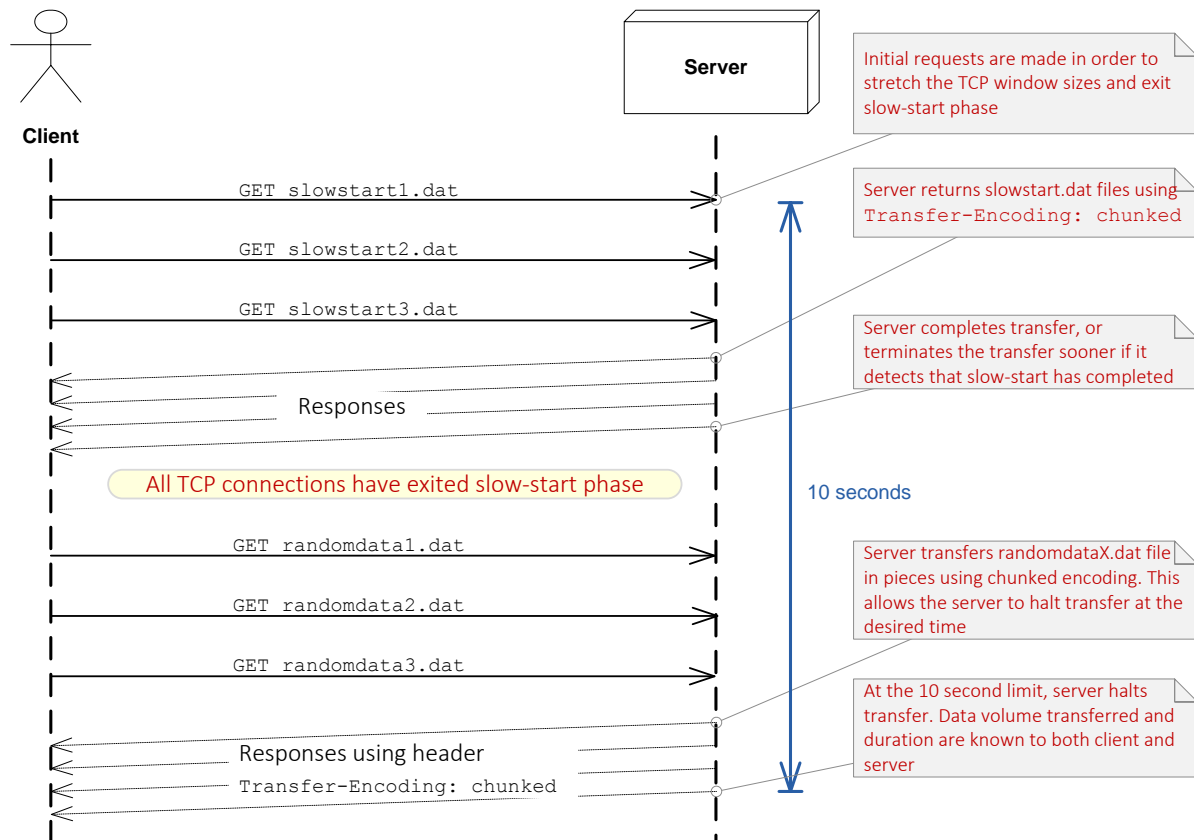 Server
Client
Initial requests are made in order to
stretch the TCP window sizes and exit
slow-start phase
GET slowstart1.dat
Server returns slowstart.dat files using
Transfer-Encoding: chunked
GET slowstart2.dat
GET slowstart3.dat
Server completes transfer, or
terminates the transfer sooner if it
detects that slow-start has completed
Responses
All TCP connections have exited slow-start phase
10 seconds
GET randomdata1.dat
Server transfers randomdataX.dat file
in pieces using chunked encoding. This
allows the server to halt transfer at the
desired time
GET randomdata2.dat
GET randomdata3.dat
At the 10 second limit, server halts
transfer. Data volume transferred and
duration are known to both client and
server
Responses using header
Transfer-Encoding: chunked